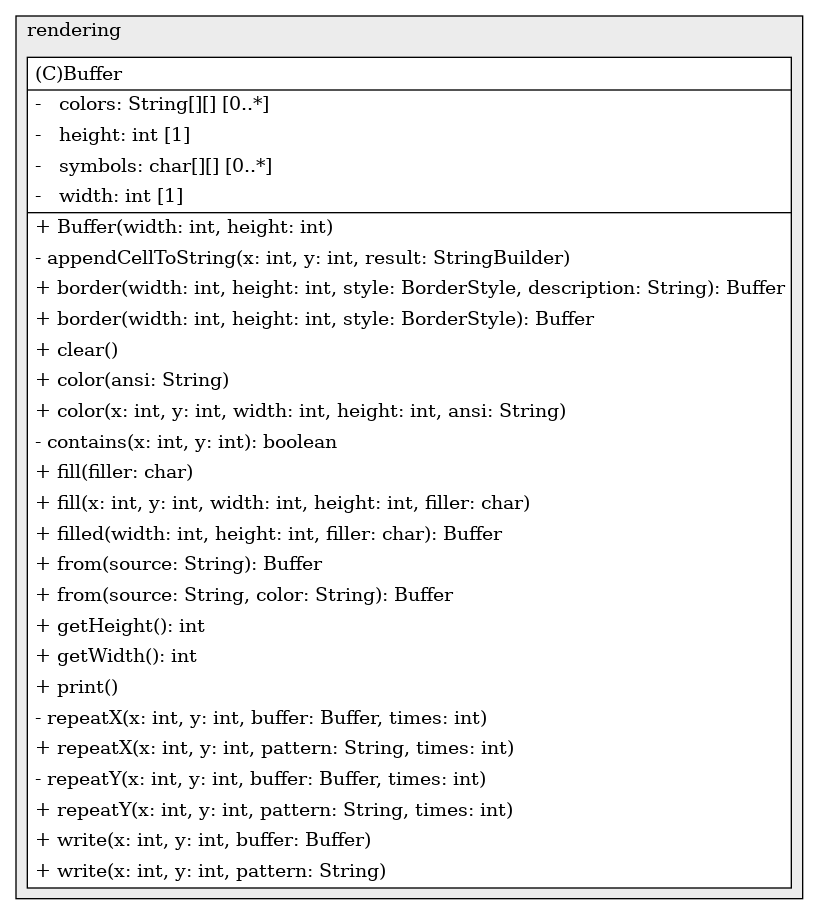 rendering
(C)Buffer
-   colors: String[][] [0..*]
-   height: int [1]
-   symbols: char[][] [0..*]
-   width: int [1]
+ Buffer(width: int, height: int)
- appendCellToString(x: int, y: int, result: StringBuilder)
+ border(width: int, height: int, style: BorderStyle, description: String): Buffer
+ border(width: int, height: int, style: BorderStyle): Buffer
+ clear()
+ color(ansi: String)
+ color(x: int, y: int, width: int, height: int, ansi: String)
- contains(x: int, y: int): boolean
+ fill(filler: char)
+ fill(x: int, y: int, width: int, height: int, filler: char)
+ filled(width: int, height: int, filler: char): Buffer
+ from(source: String): Buffer
+ from(source: String, color: String): Buffer
+ getHeight(): int
+ getWidth(): int
+ print()
- repeatX(x: int, y: int, buffer: Buffer, times: int)
+ repeatX(x: int, y: int, pattern: String, times: int)
- repeatY(x: int, y: int, buffer: Buffer, times: int)
+ repeatY(x: int, y: int, pattern: String, times: int)
+ write(x: int, y: int, buffer: Buffer)
+ write(x: int, y: int, pattern: String)